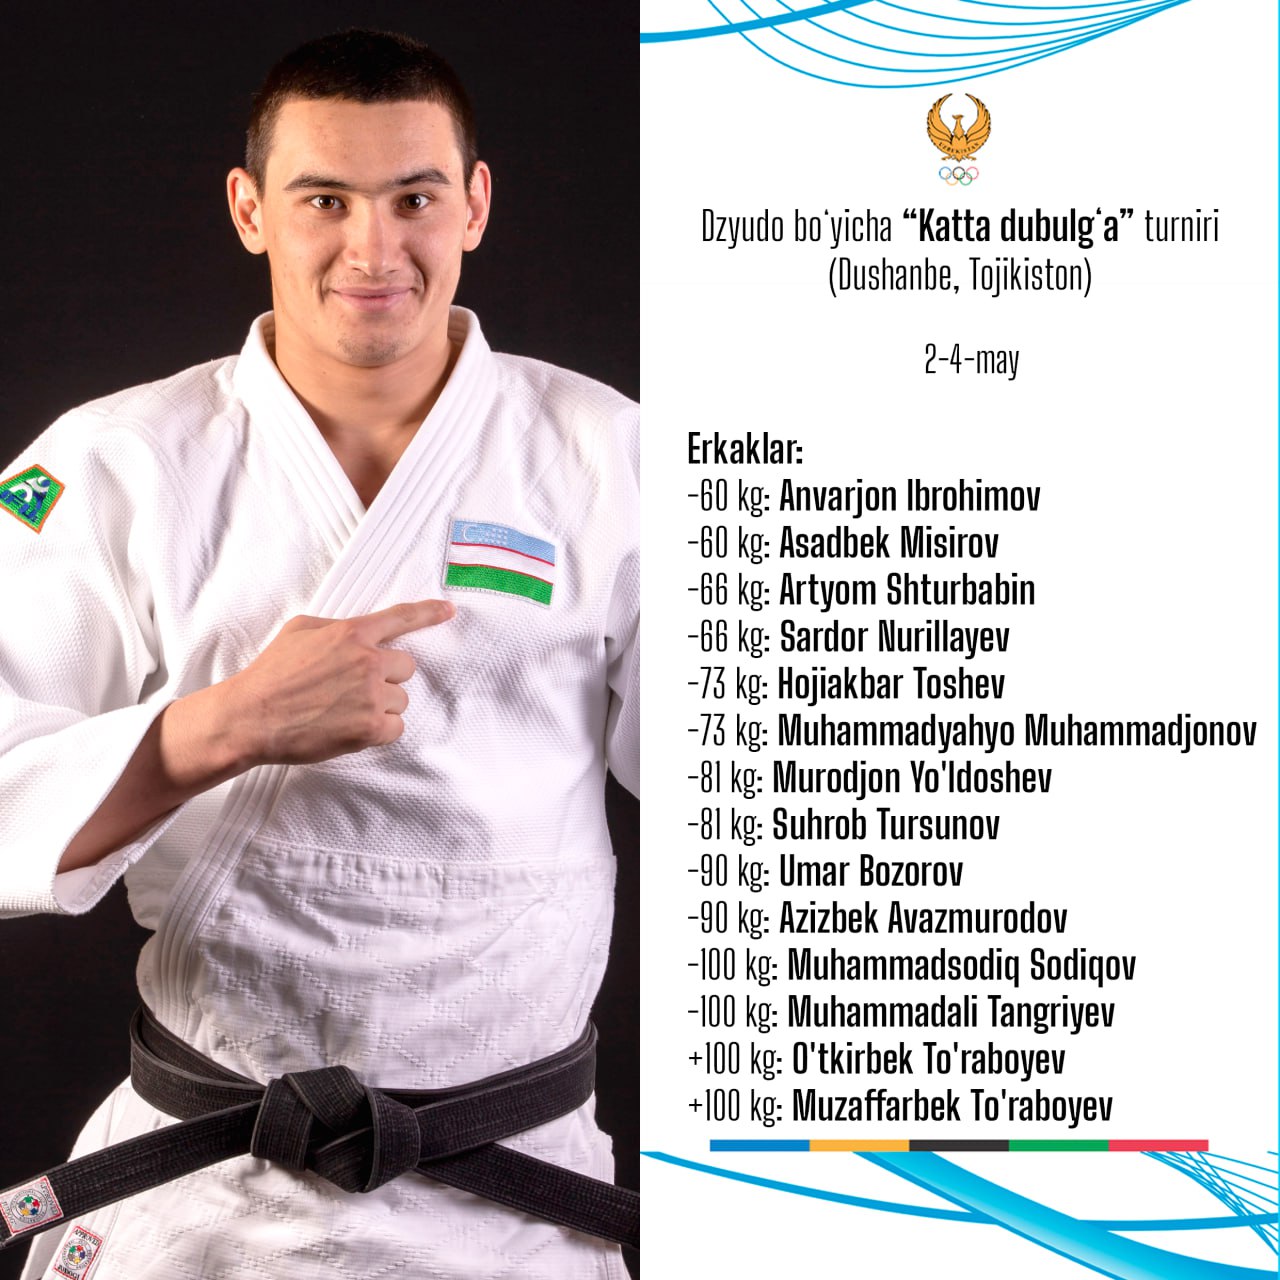 UZBEKISTAN
Dzyudo bo‘yicha “Katta dubulg‘a” turniri
(Dushanbe, Tojikiston)
2-4-may
Erkaklar:
-60 kg: Anvarjon Ibrohimov
-60 kg: Asadbek Misirov
-66 kg: Artyom Shturbabin
-66 kg: Sardor Nurillayev
-73 kg: Hojiakbar Toshev
-73 kg: Muhammadyahyo Muhammadjonov
-81 kg: Murodjon Yo'ldoshev
-81 kg: Suhrob Tursunov
-90 kg: Umar Bozorov
-90 kg: Azizbek Avazmurodov
-100 kg: Muhammadsodiq Sodiqov
-100 kg: Muhammadali Tangriyev
+100 kg: O'tkirbek To'raboyev
+100 kg: Muzaffarbek To'raboyev